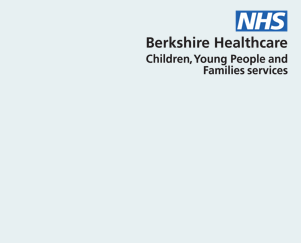 NHS
Berkshire Healthcare
Children, Young People and
Families services